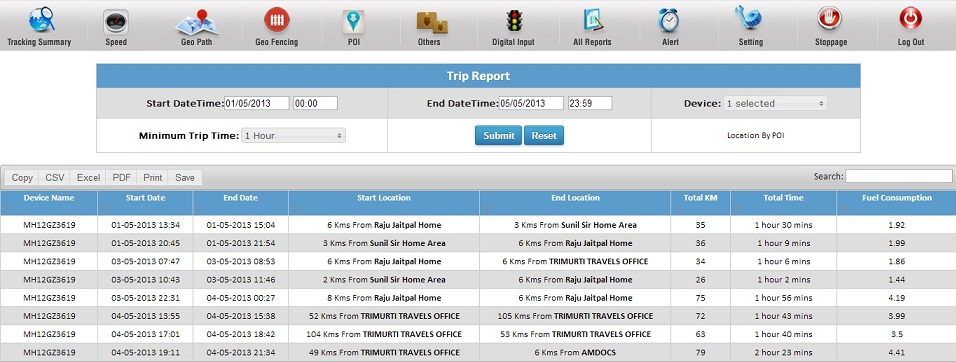 Tracking Summary Speed Geo Path Geo Fencing POI Others Digital Input All Reports Alert Setting Stoppage Log Out
Trip Report
Start DateTime: 01/05/2013 00:00 End DateTime: 05/05/2013 23:59 Device: 1 selected
Minimum Trip Time: 1 Hour Submit Reset Location By POI
Copy CSV Excel PDF Print Save Search:
Device Name Start Date End Date Start Location End Location Total KM Total Time Fuel Consumption
MH12GZ3619 01-05-2013 13:34 01-05-2013 15:04 6 Kms From Raju Jaitpal Home 3 Kms From Sunil Sir Home Area 35 1 hour 30 mins 1.92
MH12GZ3619 01-05-2013 20:45 01-05-2013 21:54 3 Kms From Sunil Sir Home Area 6 Kms From Raju Jaitpal Home 36 1 hour 9 mins 1.99
MH12GZ3619 03-05-2013 07:47 03-05-2013 08:53 6 Kms From Raju Jaitpal Home 6 Kms From TRIMURTI TRAVELS OFFICE 34 1 hour 6 mins 1.86
MH12GZ3619 03-05-2013 10:43 03-05-2013 11:46 2 Kms From Sunil Sir Home Area 6 Kms From Raju Jaitpal Home 26 1 hour 2 mins 1.44
MH12GZ3619 03-05-2013 22:31 04-05-2013 00:27 8 Kms From Raju Jaitpal Home 6 Kms From Raju Jaitpal Home 75 1 hour 56 mins 4.19
MH12GZ3619 04-05-2013 13:55 04-05-2013 15:38 52 Kms From TRIMURTI TRAVELS OFFICE 105 Kms From TRIMURTI TRAVELS OFFICE 72 1 hour 43 mins 3.99
MH12GZ3619 04-05-2013 17:01 04-05-2013 18:42 104 Kms From TRIMURTI TRAVELS OFFICE 53 Kms From TRIMURTI TRAVELS OFFICE 63 1 hour 40 mins 3.5
MH12GZ3619 04-05-2013 19:11 04-05-2013 21:34 49 Kms From TRIMURTI TRAVELS OFFICE 6 Kms From AMDOCS 79 2 hour 23 mins 4.41